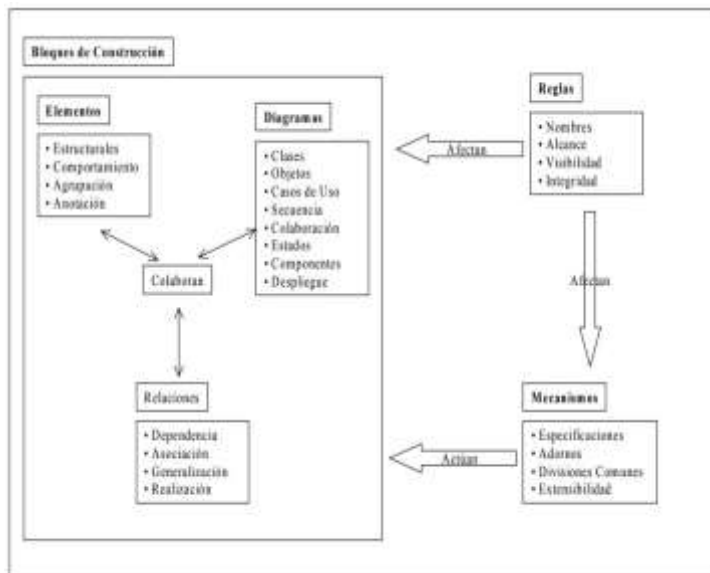 Bloques de Construcción
Elementos
• Estructurales
• Comportamiento
• Agrupación
• Anotación
Diagramas
• Clases
• Objetos
• Casos de Uso
• Secuencia
• Colaboración
• Estados
• Componentes
• Despliegue
Colaboran
Relaciones
• Dependencia
• Asociación
• Generalización
• Realización
Reglas
• Nombres
• Alcance
• Visibilidad
• Integridad
Afectan
Afectan
Mecanismos
• Especificaciones
• Adornos
• Divisiones Comunes
• Extensibilidad
Actúan